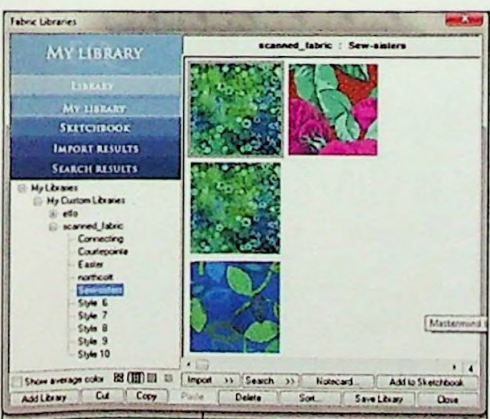 Fabric Libraries
MY LIBRARY
LIBRARY
MY LIBRARY
SKETCHBOOK
IMPORT RESULTS
SEARCH RESULTS
scanned_fabric : Sew-sisters
My Libraries
My Custom Libraries
scanned_fabric
Connecting
Courtepointe
Easter
northcott
Sew-sisters
Style 6
Style 7
Style 8
Style 9
Style 10
Mastermind
Show average color
Import >> Search >> Notecard... Add to Sketchbook
Add Library Cut Copy Paste Delete Sort... Save Library Close